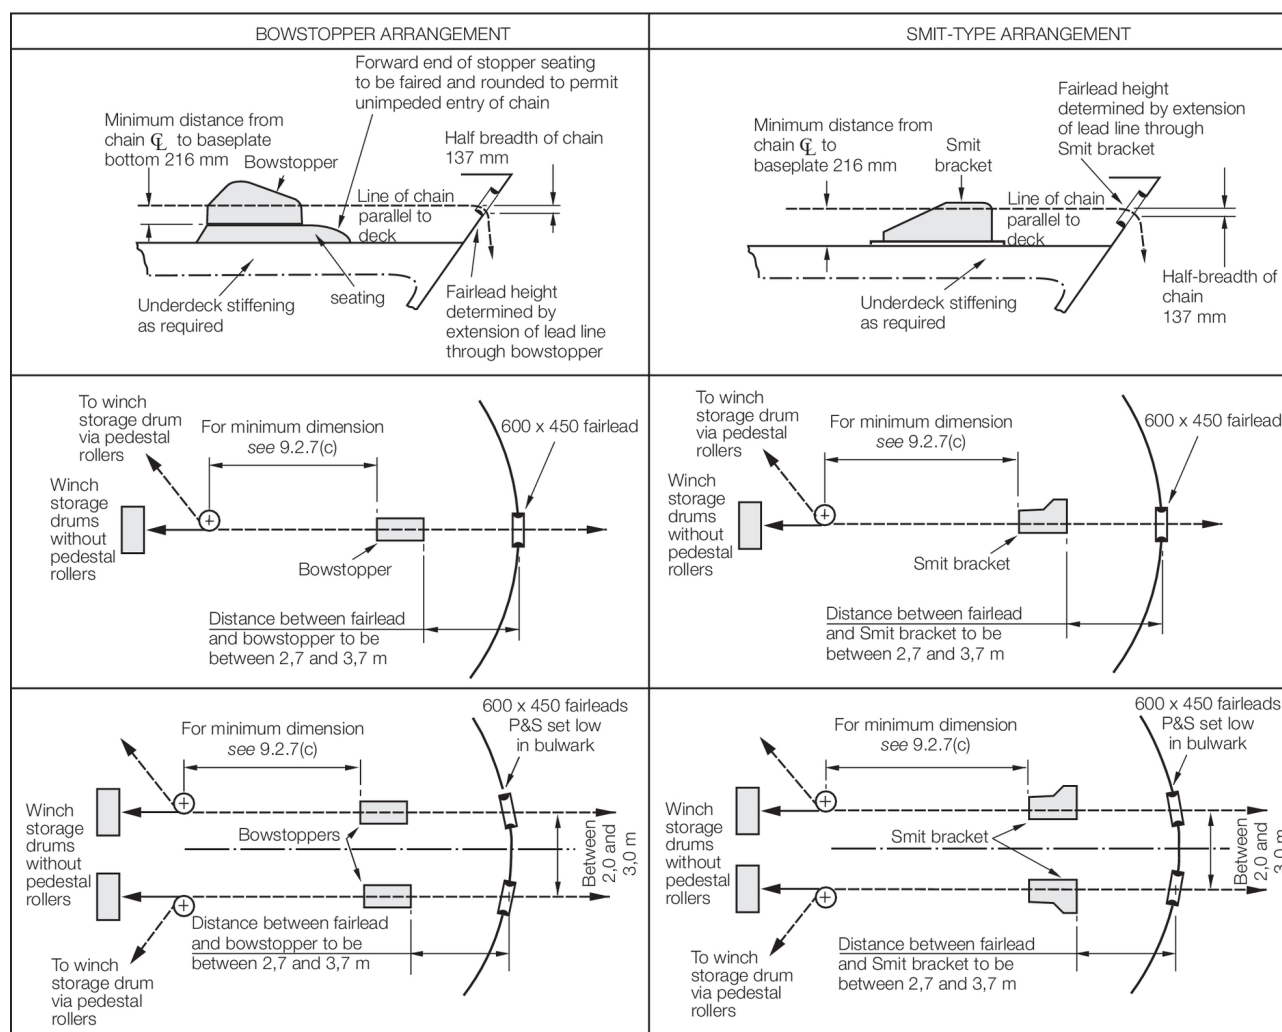 BOWSTOPPER ARRANGEMENT
SMIT-TYPE ARRANGEMENT
Forward end of stopper seating
to be faired and rounded to permit
unimpeded entry of chain
Minimum distance from
chain ℄ to baseplate
bottom 216 mm
Bowstopper
Half breadth of chain
137 mm
Line of chain
parallel to
deck
Underdeck stiffening
as required
seating
Fairlead height
determined by
extension of lead line
through bowstopper
Fairlead height
determined by extension
of lead line through
Smit bracket
Minimum distance from
chain ℄ to
baseplate 216 mm
Smit
bracket
Line of chain
parallel to
deck
Underdeck stiffening
as required
Half-breadth of
chain
137 mm
To winch
storage drum
via pedestal
rollers
For minimum dimension
see 9.2.7(c)
600 x 450 fairlead
Winch
storage
drums
without
pedestal
rollers
Bowstopper
Distance between fairlead
and bowstopper to be
between 2,7 and 3,7 m
To winch
storage drum
via pedestal
rollers
For minimum dimension
see 9.2.7(c)
600 x 450 fairlead
Winch
storage
drums
without
pedestal
rollers
Smit bracket
Distance between fairlead
and Smit bracket to be
between 2,7 and 3,7 m
600 x 450 fairleads
P&S set low
in bulwark
For minimum dimension
see 9.2.7(c)
Winch
storage
drums
without
pedestal
rollers
Bowstoppers
Between
2,0 and
3,0 m
Distance between fairlead
and bowstopper to be
between 2,7 and 3,7 m
To winch
storage drum
via pedestal
rollers
600 x 450 fairleads
P&S set low
in bulwark
For minimum dimension
see 9.2.7(c)
Winch
storage
drums
without
pedestal
rollers
Smit bracket
Between
2,0 and
3,0 m
Distance between fairlead
and Smit bracket to be
between 2,7 and 3,7 m
To winch
storage drum
via pedestal
rollers